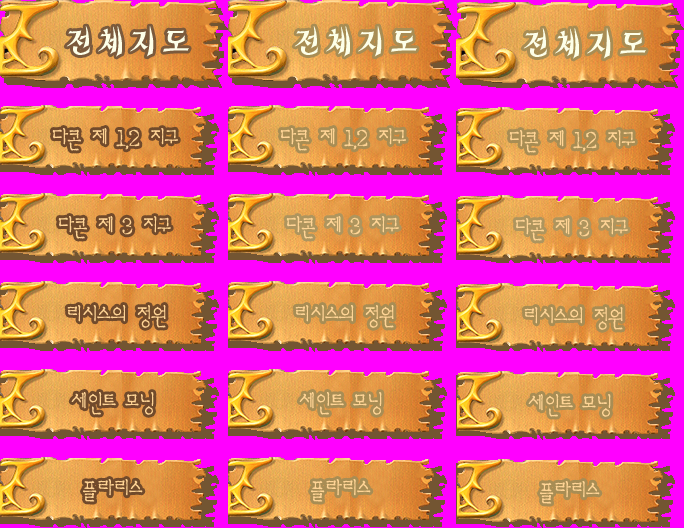 전체지도 전체지도 전체지도
다콘 제 1,2 지구 다콘 제 1,2 지구 다콘 제 1,2 지구
다콘 제 3 지구 다콘 제 3 지구 다콘 제 3 지구
리시스의 정원 리시스의 정원 리시스의 정원
세인트 모닝 세인트 모닝 세인트 모닝
플라리스 플라리스 플라리스